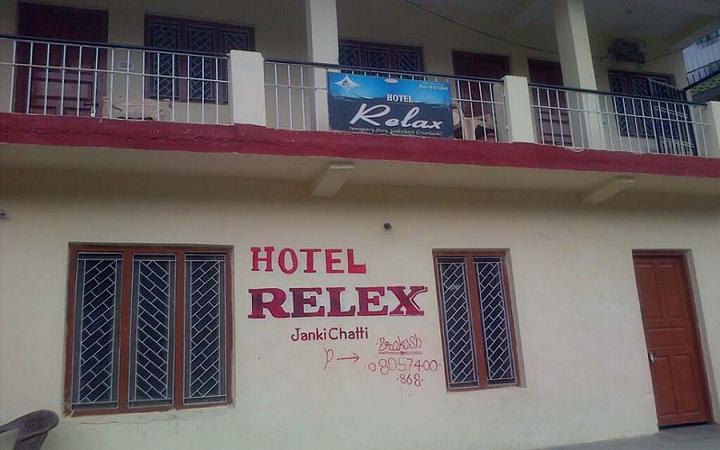 HOTEL
Relax
HOTEL
RELEX
Janki Chatti
P. → Prakash
08057400
868.